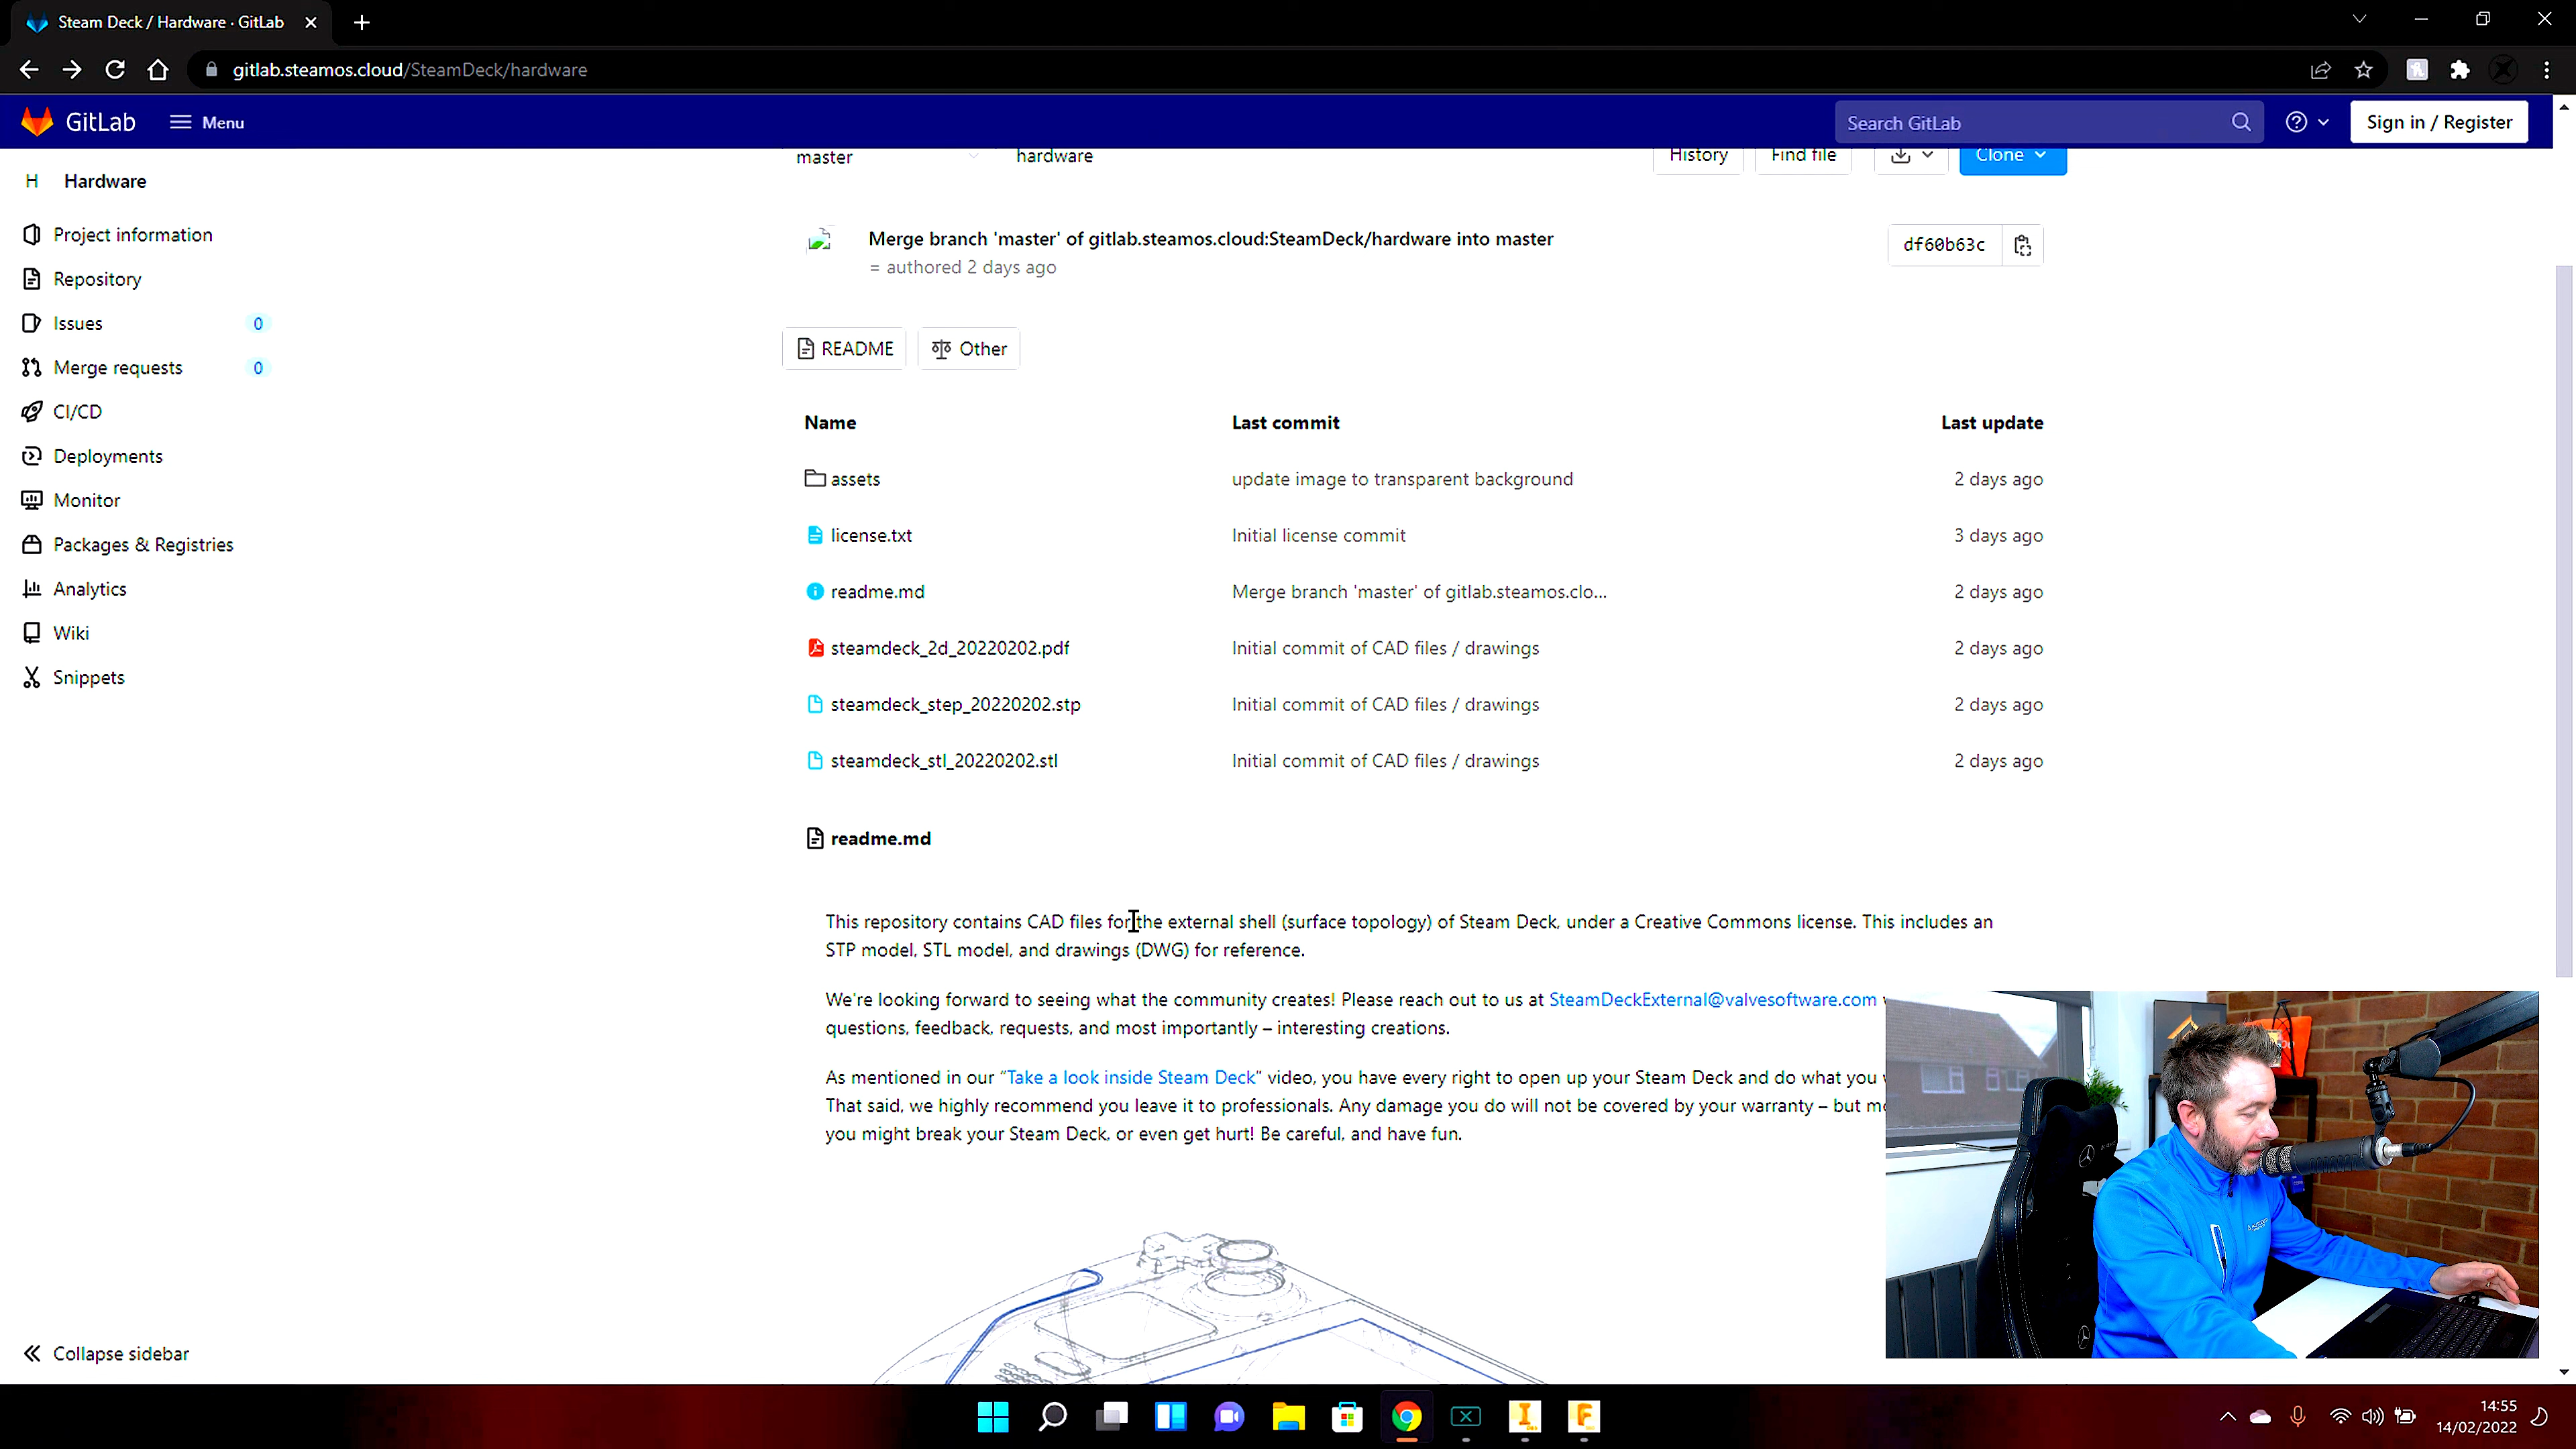 Steam Deck / Hardware · GitLab
gitlab.steamos.cloud/SteamDeck/hardware
GitLab
Menu
Search GitLab
Sign in / Register
master
hardware
History
Find file
Clone
H Hardware
Project information
Repository
Issues 0
Merge requests 0
CI/CD
Deployments
Monitor
Packages & Registries
Analytics
Wiki
Snippets
Collapse sidebar
Merge branch 'master' of gitlab.steamos.cloud:SteamDeck/hardware into master
= authored 2 days ago
df60b63c
README
Other
Name Last commit Last update
assets update image to transparent background 2 days ago
license.txt Initial license commit 3 days ago
readme.md Merge branch 'master' of gitlab.steamos.clo... 2 days ago
steamdeck_2d_20220202.pdf Initial commit of CAD files / drawings 2 days ago
steamdeck_step_20220202.stp Initial commit of CAD files / drawings 2 days ago
steamdeck_stl_20220202.stl Initial commit of CAD files / drawings 2 days ago
readme.md
This repository contains CAD files for the external shell (surface topology) of Steam Deck, under a Creative Commons license. This includes an
STP model, STL model, and drawings (DWG) for reference.
We're looking forward to seeing what the community creates! Please reach out to us at SteamDeckExternal@valvesoftware.com
questions, feedback, requests, and most importantly – interesting creations.
As mentioned in our "Take a look inside Steam Deck" video, you have every right to open up your Steam Deck and do what you
That said, we highly recommend you leave it to professionals. Any damage you do will not be covered by your warranty – but
you might break your Steam Deck, or even get hurt! Be careful, and have fun.
14:55
14/02/2022